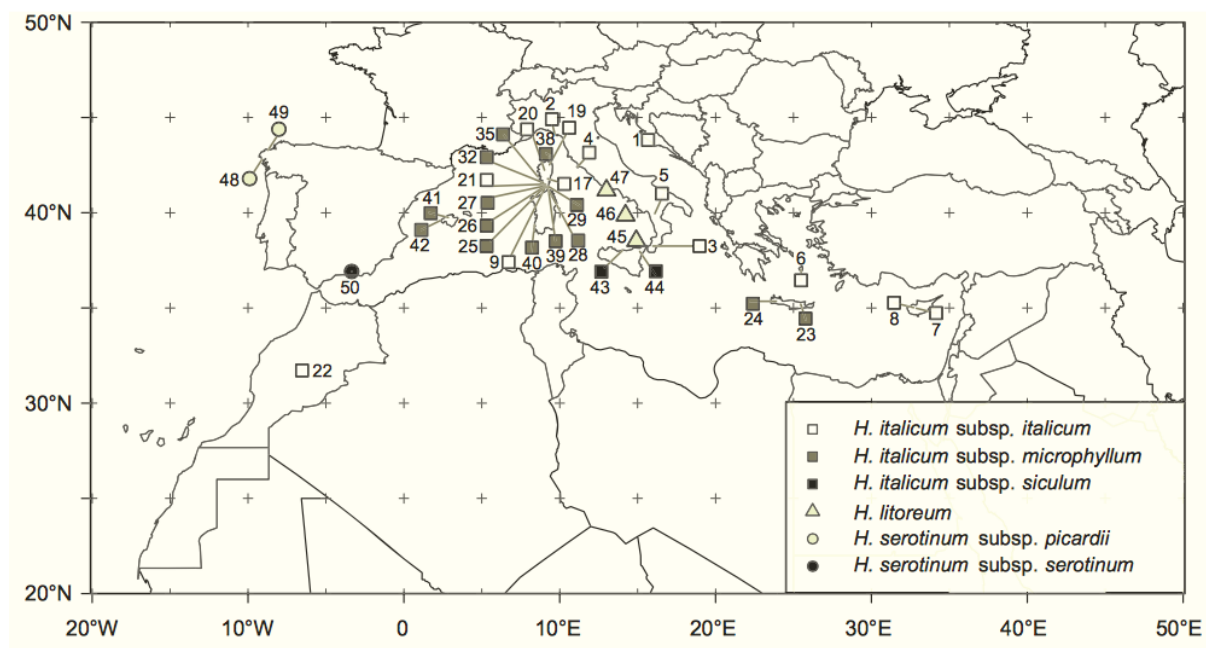 50°N
49
20
2
19
35
38
4
1
32
48
21
17
47
5
41
27
46
40°N
26
29
42
25
45
3
6
9
40
39
28
50
43
44
24
23
8
7
22
30°N
H. italicum subsp. italicum
H. italicum subsp. microphyllum
H. italicum subsp. siculum
H. litoreum
H. serotinum subsp. picardii
H. serotinum subsp. serotinum
20°N
20°W
10°W
0
10°E
20°E
30°E
40°E
50°E